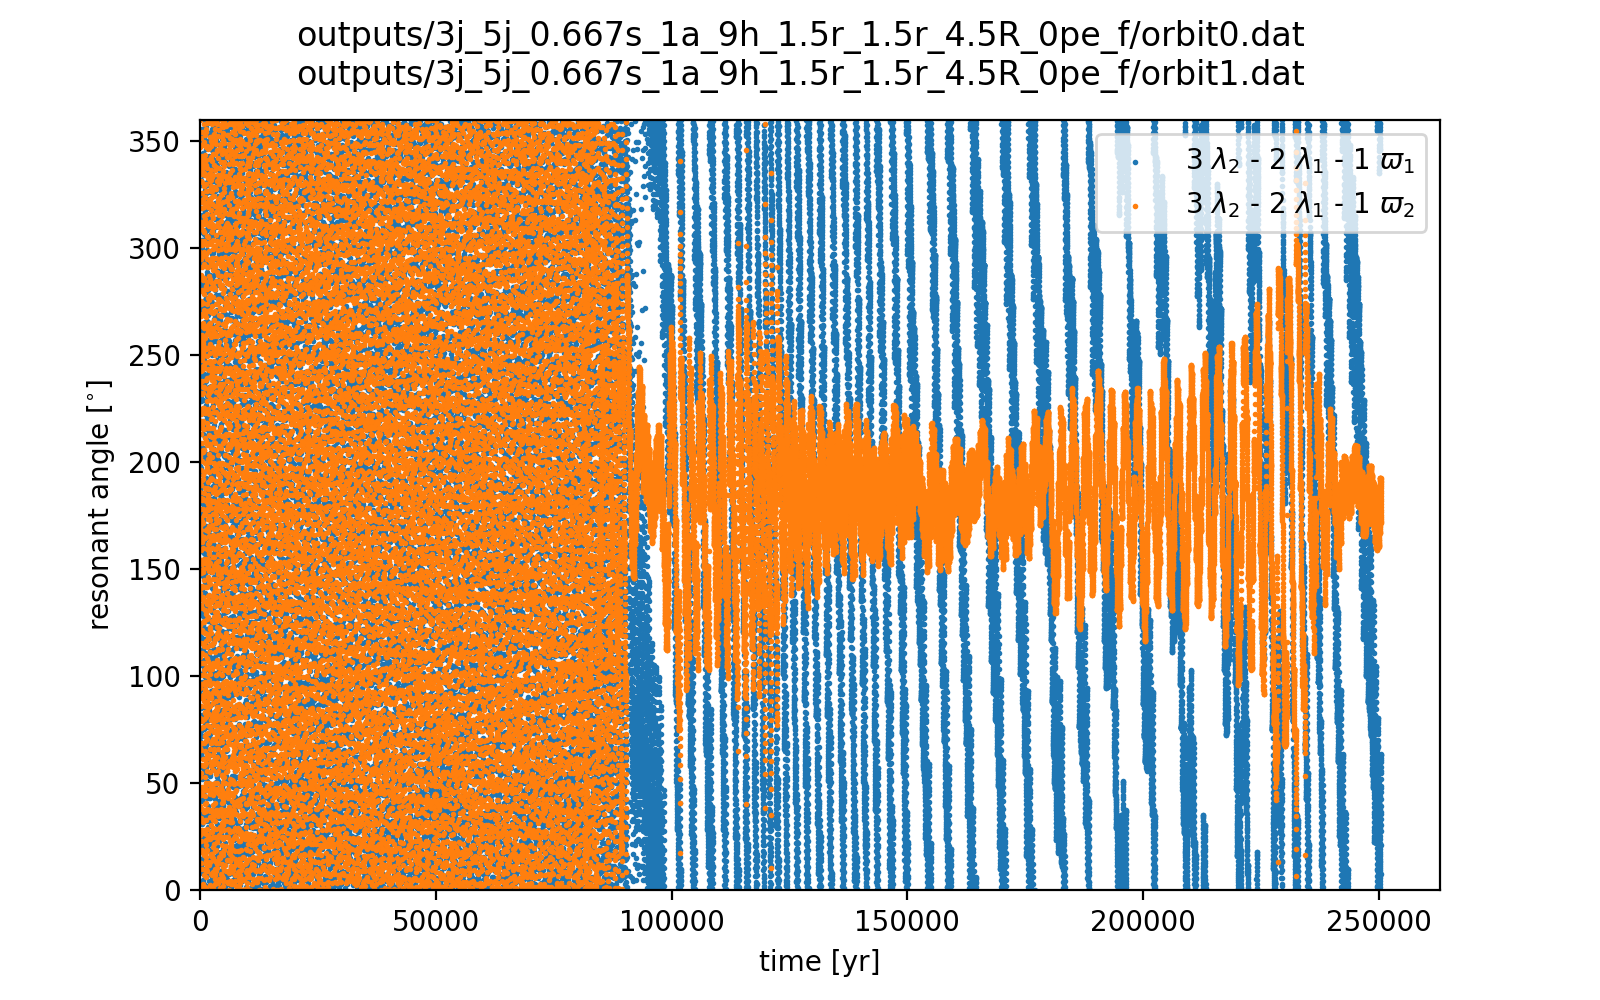 outputs/3j_5j_0.667s_1a_9h_1.5r_1.5r_4.5R_0pe_f/orbit0.dat
outputs/3j_5j_0.667s_1a_9h_1.5r_1.5r_4.5R_0pe_f/orbit1.dat
350
300
250
200
150
100
50
0
resonant angle [°]
3 λ₂ - 2 λ₁ - 1 ϖ₁
3 λ₂ - 2 λ₁ - 1 ϖ₂
0 50000 100000 150000 200000 250000
time [yr]